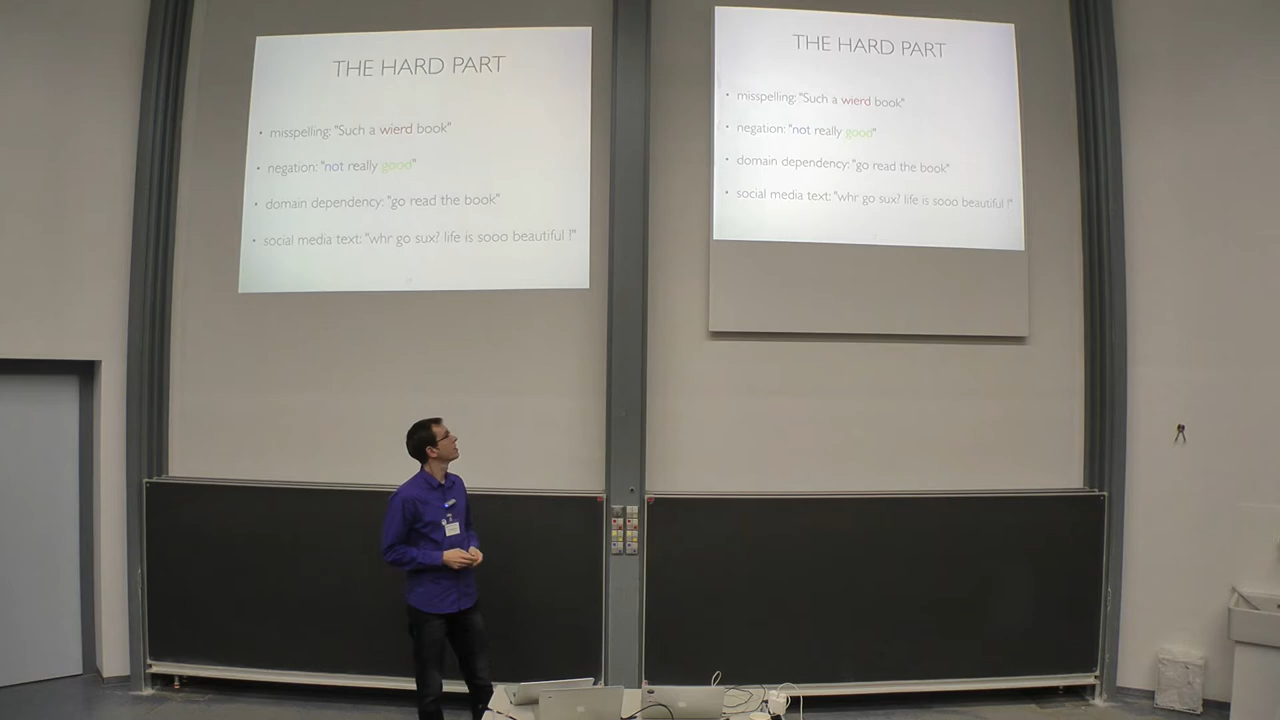 THE HARD PART
• misspelling: "Such a wierd book"
• negation: "not really good"
• domain dependency: "go read the book"
• social media text: "whr go sux? life is sooo beautiful !"
THE HARD PART
• misspelling: "Such a wierd book"
• negation: "not really good"
• domain dependency: "go read the book"
• social media text: "whr go sux? life is sooo beautiful !"